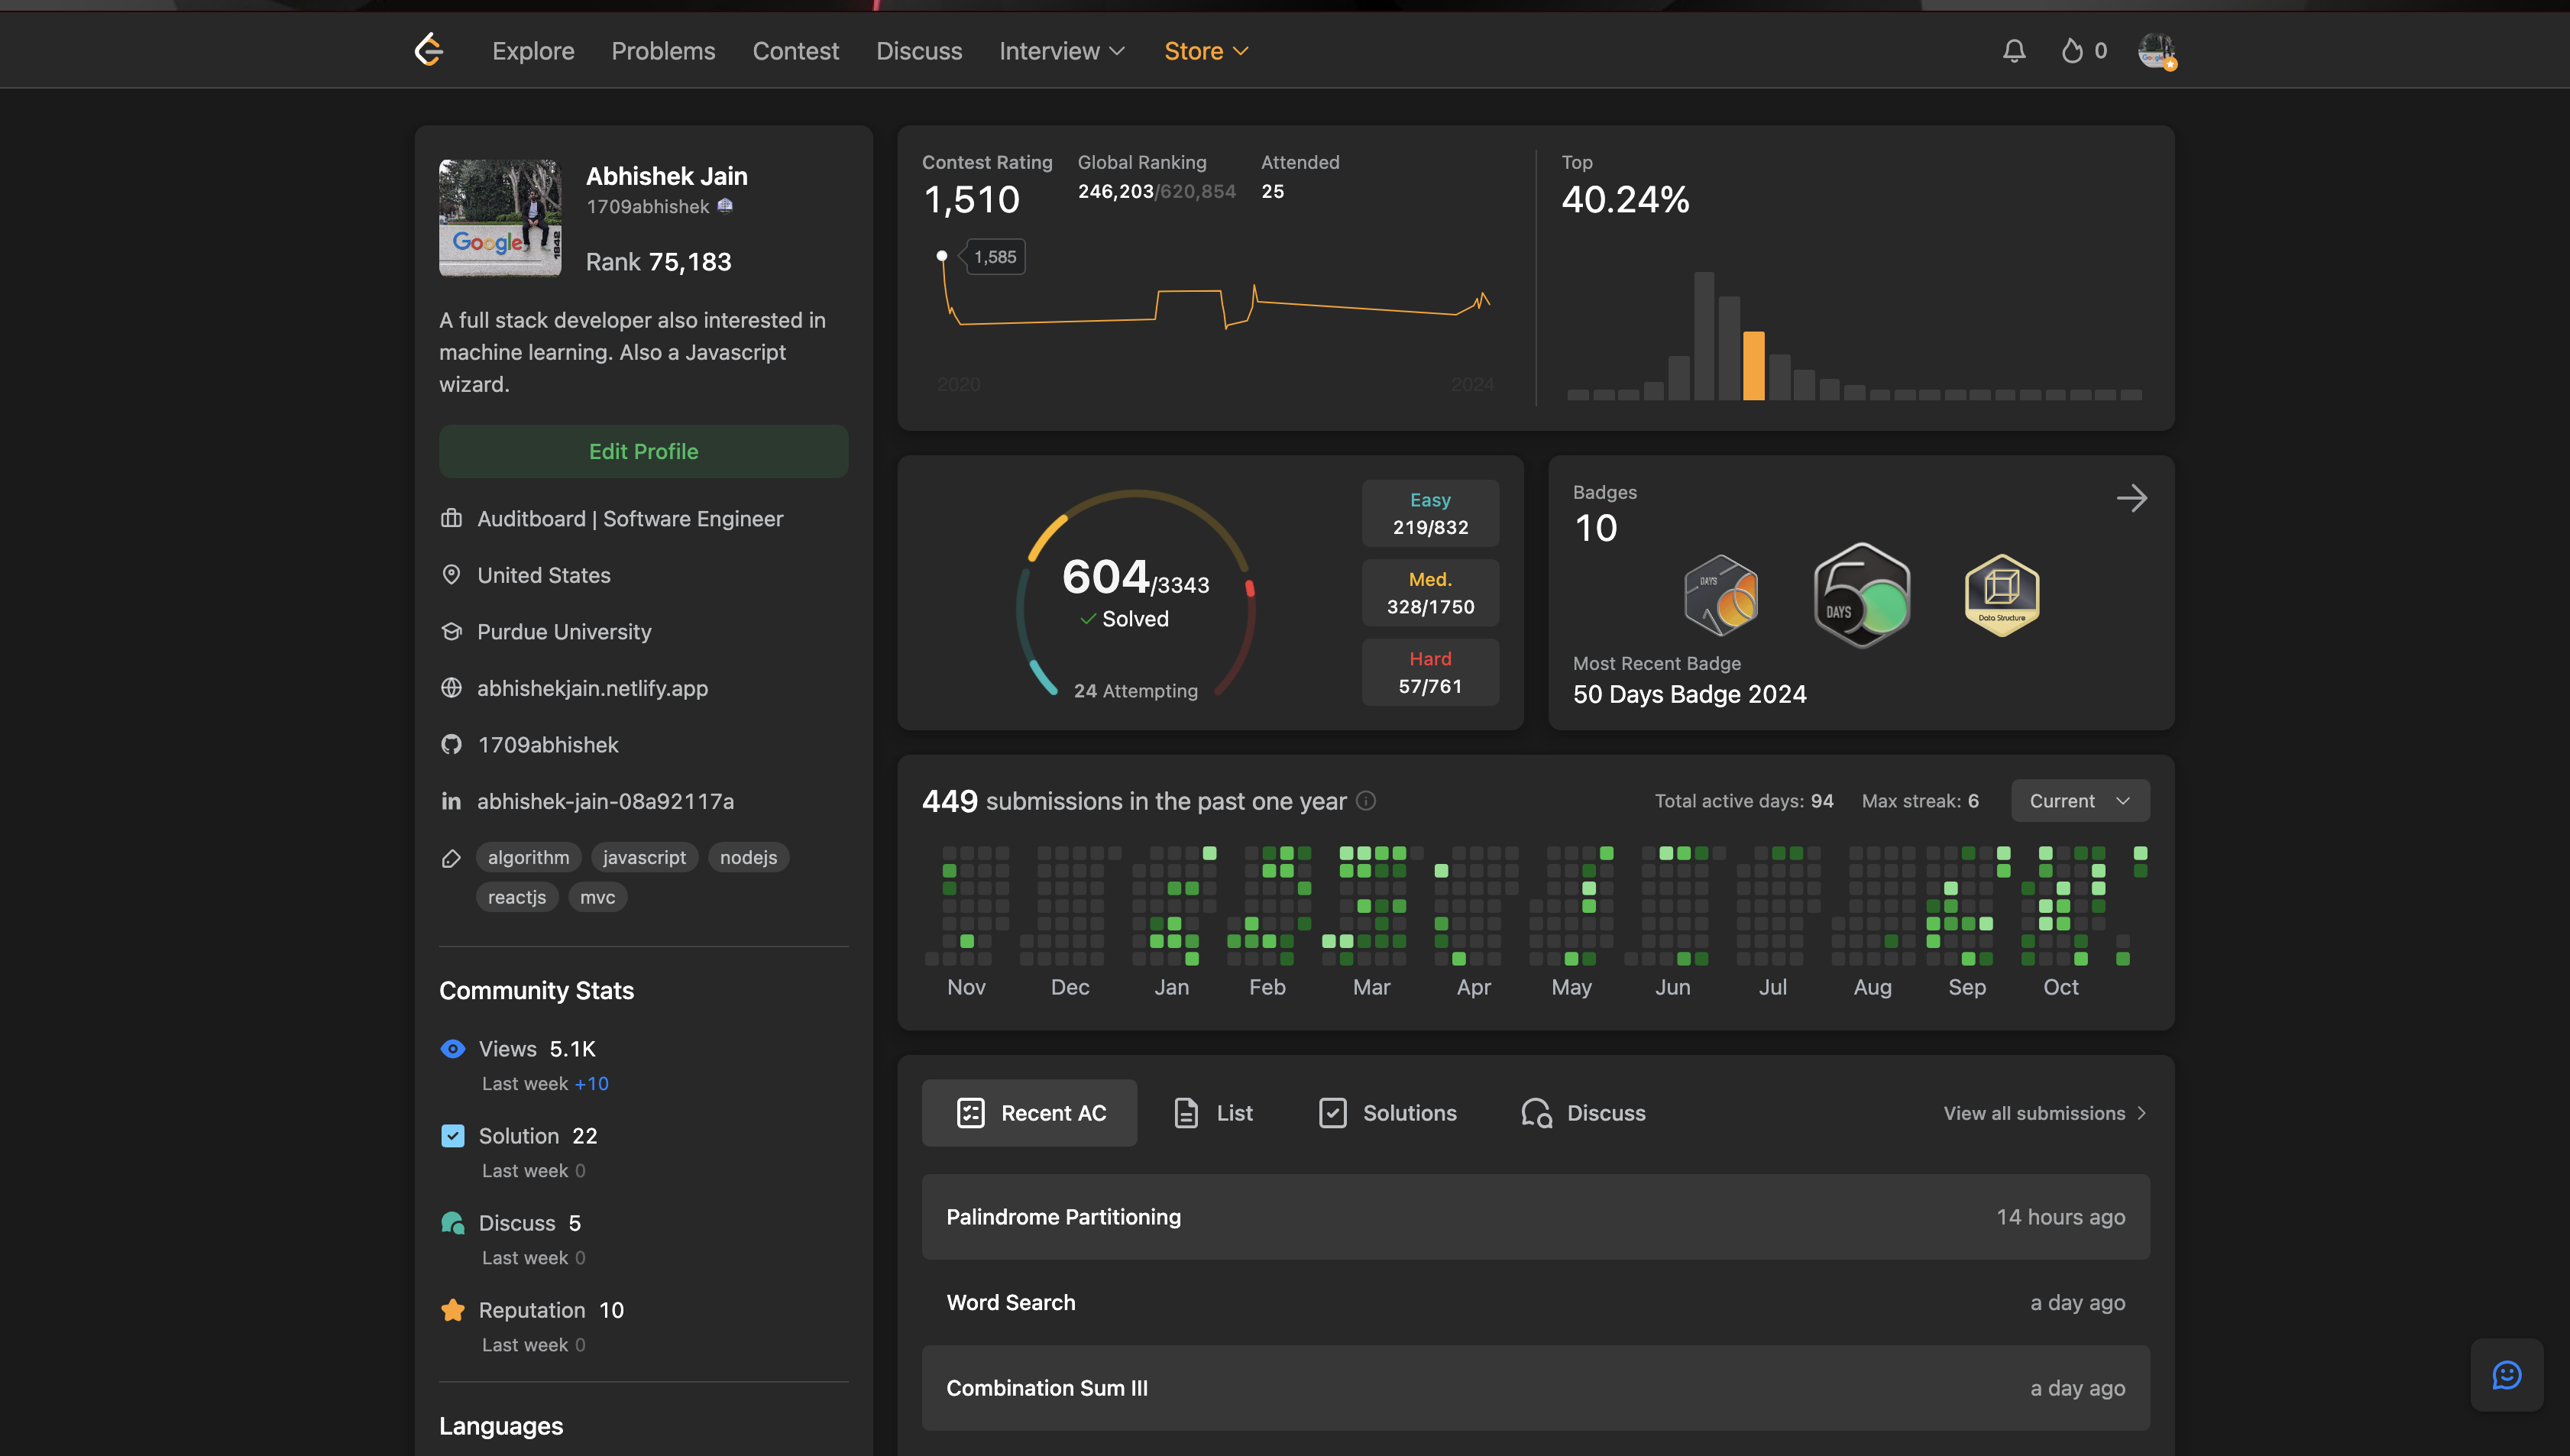 Explore
Problems
Contest
Discuss
Interview
Store
0
Google
1842
Abhishek Jain
1709abhishek
Rank 75,183
A full stack developer also interested in
machine learning. Also a Javascript
wizard.
Edit Profile
Auditboard | Software Engineer
United States
Purdue University
abhishekjain.netlify.app
1709abhishek
abhishek-jain-08a92117a
algorithm
javascript
nodejs
reactjs
mvc
Community Stats
Views 5.1K
Last week +10
Solution 22
Last week 0
Discuss 5
Last week 0
Reputation 10
Last week 0
Languages
Contest Rating
1,510
Global Ranking
246,203/620,854
Attended
25
1,585
2020
2024
Top
40.24%
604/3343
Solved
24 Attempting
Easy
219/832
Med.
328/1750
Hard
57/761
Badges
10
DAYS
50
DAYS
Data Structure
Most Recent Badge
50 Days Badge 2024
449 submissions in the past one year
Total active days: 94
Max streak: 6
Current
Nov
Dec
Jan
Feb
Mar
Apr
May
Jun
Jul
Aug
Sep
Oct
Recent AC
List
Solutions
Discuss
View all submissions
Palindrome Partitioning
14 hours ago
Word Search
a day ago
Combination Sum III
a day ago